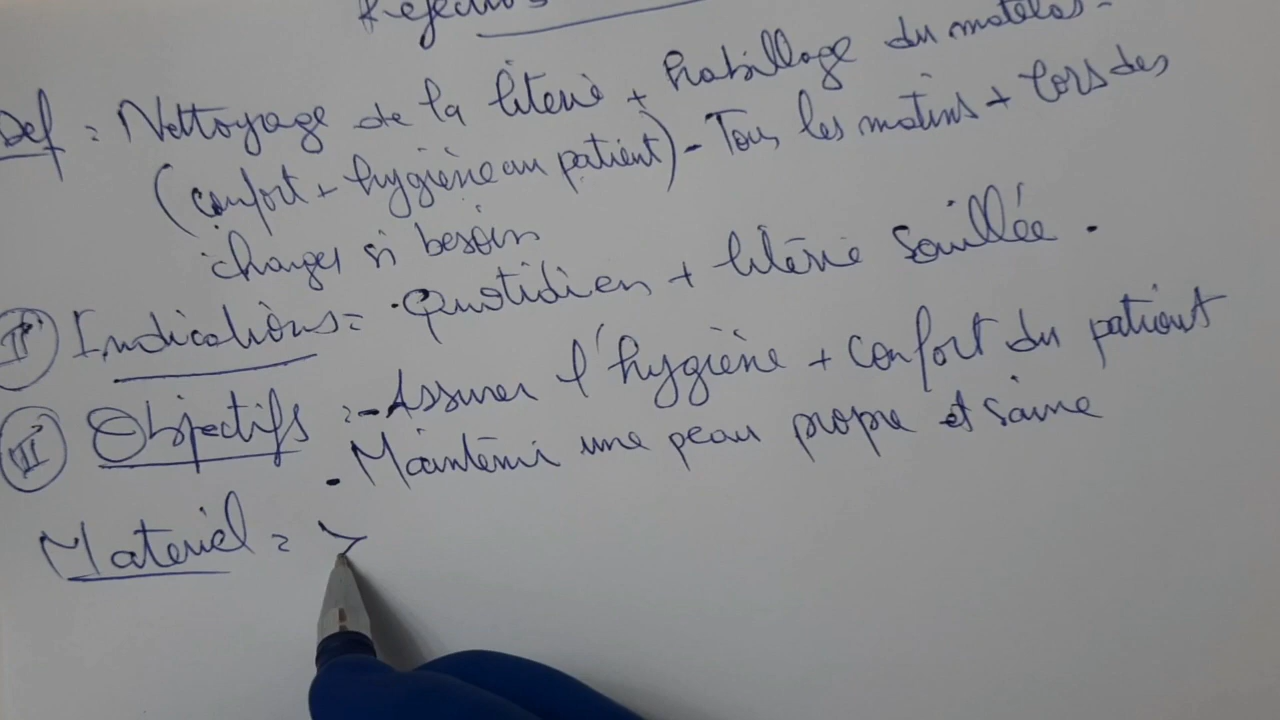 Réfection
Def = Nettoyage de la literie + habillage du matelas -
(confort + hygiène au patient) - Tous les matins + lors des
changes si besoin
II Indications = . Quotidien + literie souillée .
III Objectifs : - Assurer l'hygiène + confort du patient
- Maintenir une peau propre et saine
Materiel =